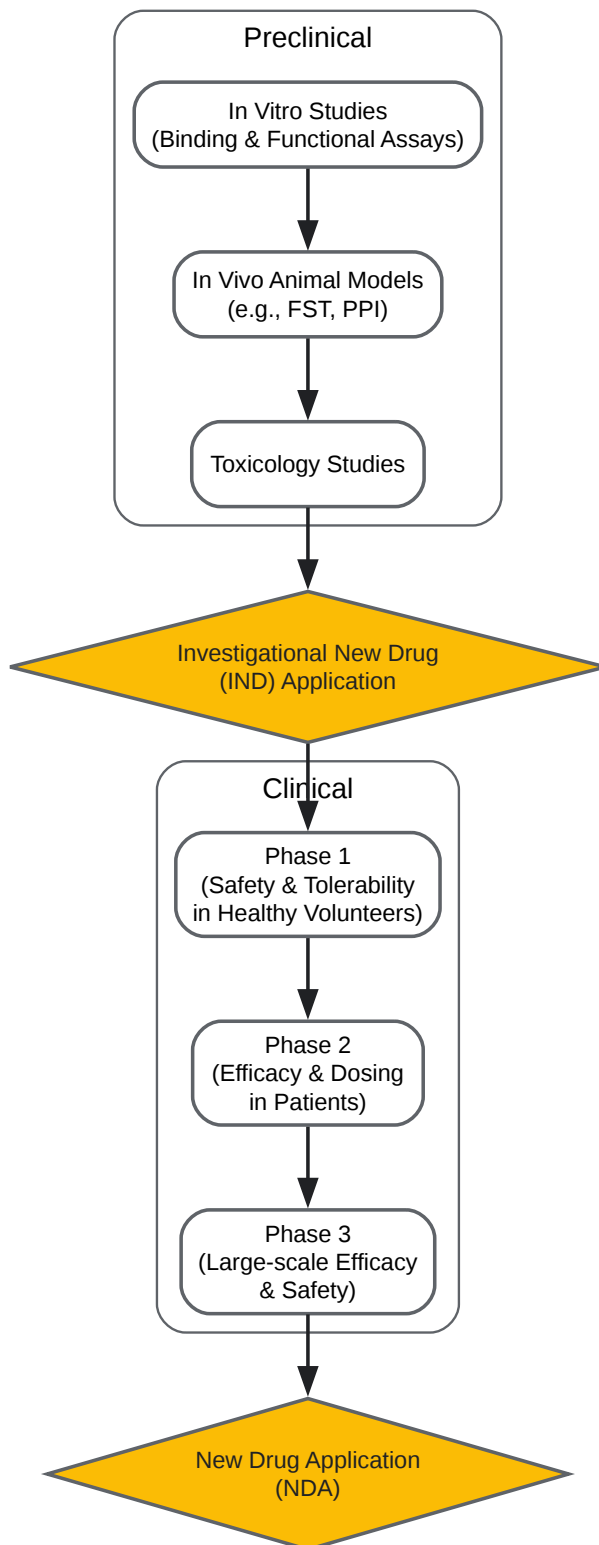 Preclinical
In Vitro Studies
(Binding & Functional Assays)
In Vivo Animal Models
(e.g., FST, PPI)
Toxicology Studies
Investigational New Drug
(IND) Application
Clinical
Phase 1
(Safety & Tolerability
in Healthy Volunteers)
Phase 2
(Efficacy & Dosing
in Patients)
Phase 3
(Large-scale Efficacy
& Safety)
New Drug Application
(NDA)